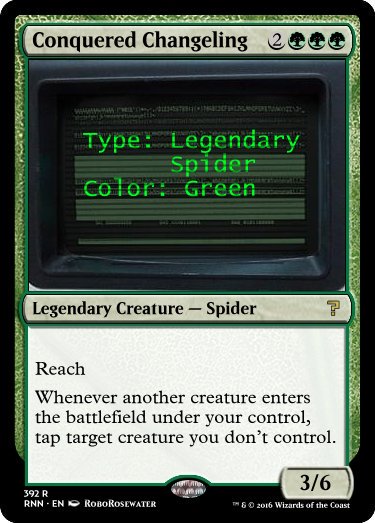 Conquered Changeling 2
Type: Legendary
Spider
Color: Green
Legendary Creature — Spider
Reach
Whenever another creature enters
the battlefield under your control,
tap target creature you don't control.
3/6
392 R
RNN • EN RoboRosewater
™ & © 2016 Wizards of the Coast